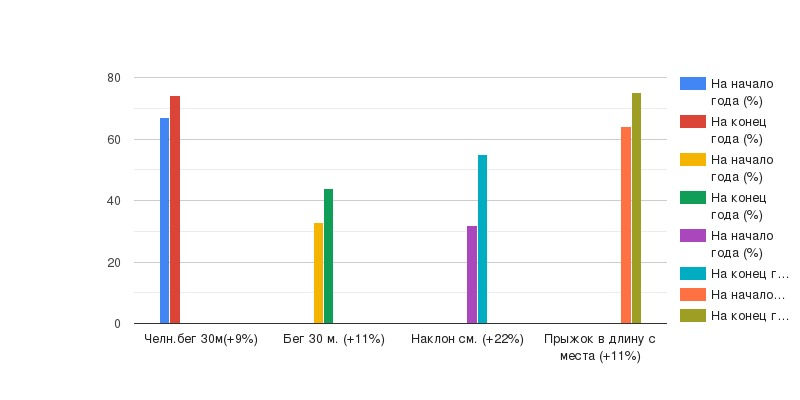 80
60
40
20
0
Челн.бег 30м(+9%)
Бег 30 м. (+11%)
Наклон см. (+22%)
Прыжок в длину с
места (+11%)
На начало
года (%)
На конец
года (%)
На начало
года (%)
На конец
года (%)
На начало
года (%)
На конец г…
На начало…
На конец г…